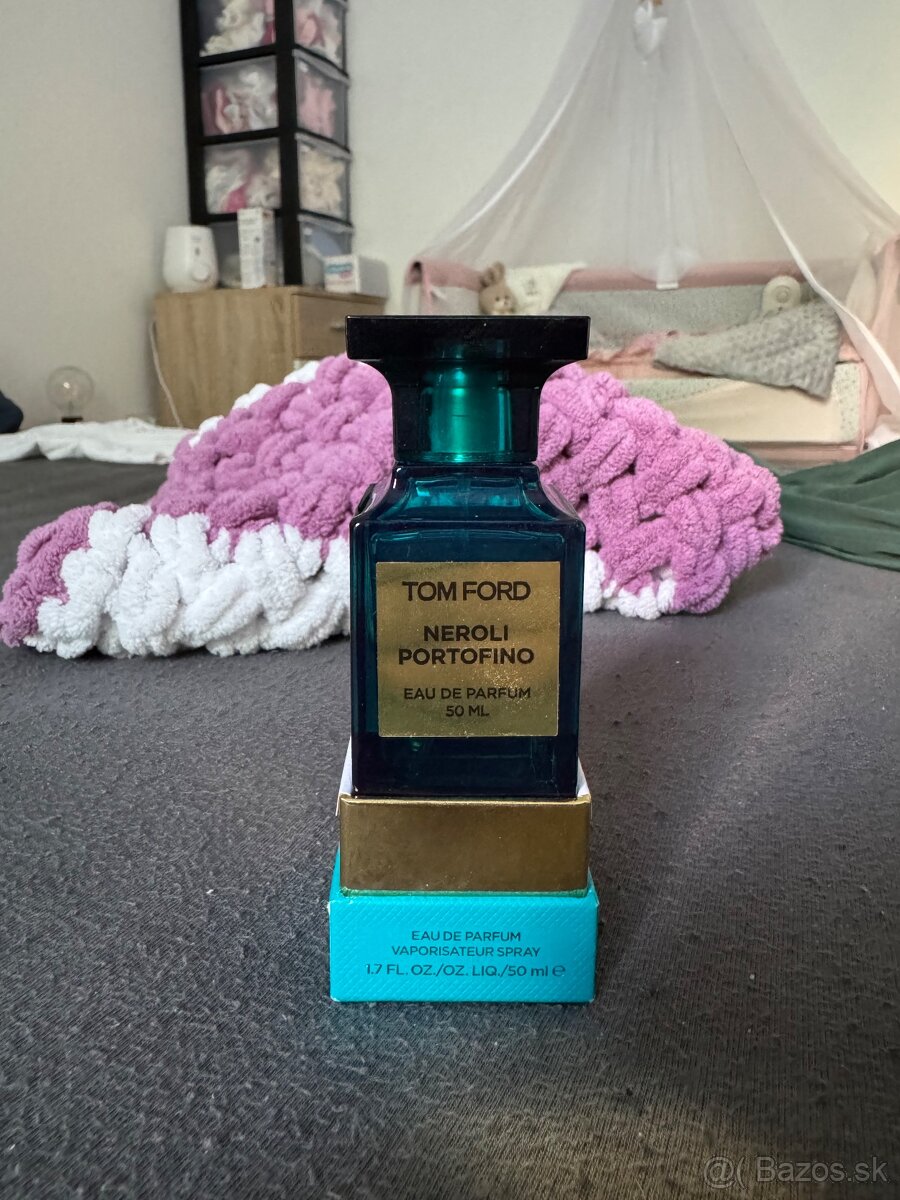 TOM FORD
NEROLI
PORTOFINO
EAU DE PARFUM
50 ML
EAU DE PARFUM
VAPORISATEUR SPRAY
1.7 FL. OZ./OZ. LIQ./50 ml ℮
@( Bazos.sk